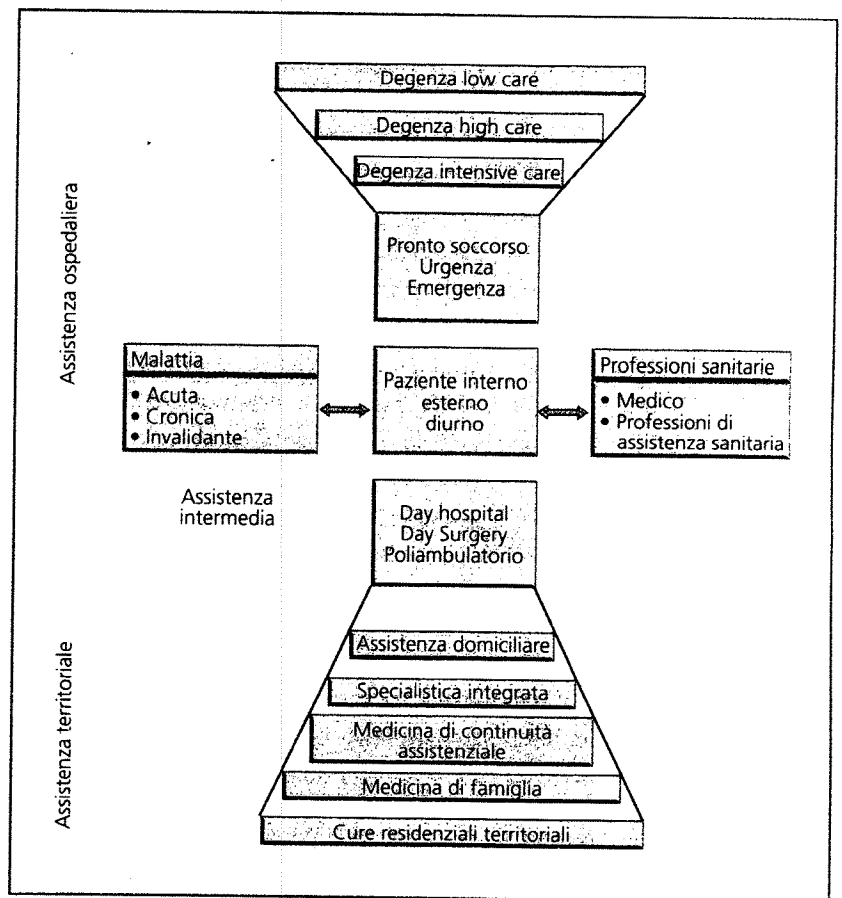 Degenza low care
Degenza high care
Degenza intensive care
Pronto soccorso
Urgenza
Emergenza
Assistenza ospedaliera
Malattia
• Acuta
• Cronica
• Invalidante
Paziente interno
esterno
diurno
Professioni sanitarie
• Medico
• Professioni di
assistenza sanitaria
Assistenza
intermedia
Day hospital
Day Surgery
Poliambulatorio
Assistenza territoriale
Assistenza domiciliare
Specialistica integrata
Medicina di continuità
assistenziale
Medicina di famiglia
Cure residenziali territoriali